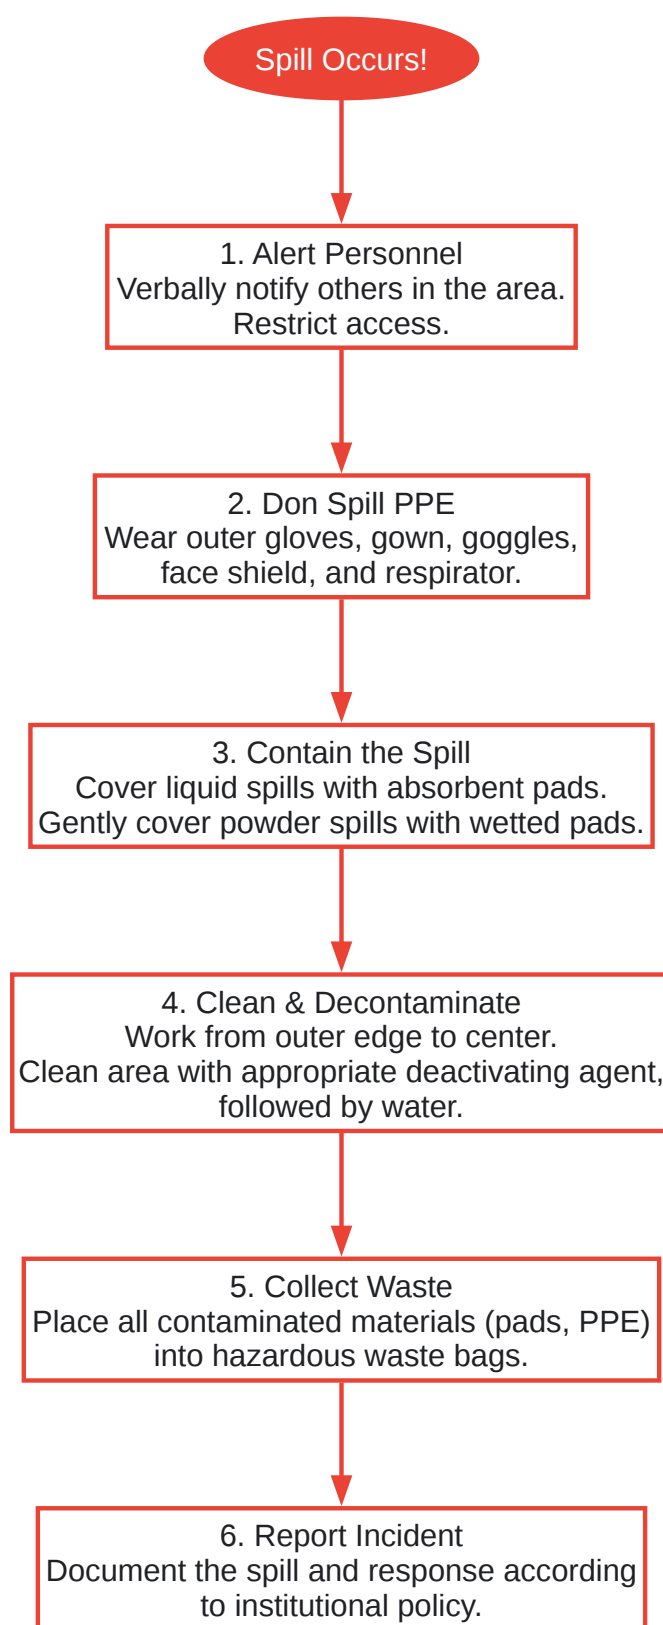 Spill Occurs!
1. Alert Personnel
Verbally notify others in the area.
Restrict access.
2. Don Spill PPE
Wear outer gloves, gown, goggles,
face shield, and respirator.
3. Contain the Spill
Cover liquid spills with absorbent pads.
Gently cover powder spills with wetted pads.
4. Clean & Decontaminate
Work from outer edge to center.
Clean area with appropriate deactivating agent,
followed by water.
5. Collect Waste
Place all contaminated materials (pads, PPE)
into hazardous waste bags.
6. Report Incident
Document the spill and response according
to institutional policy.